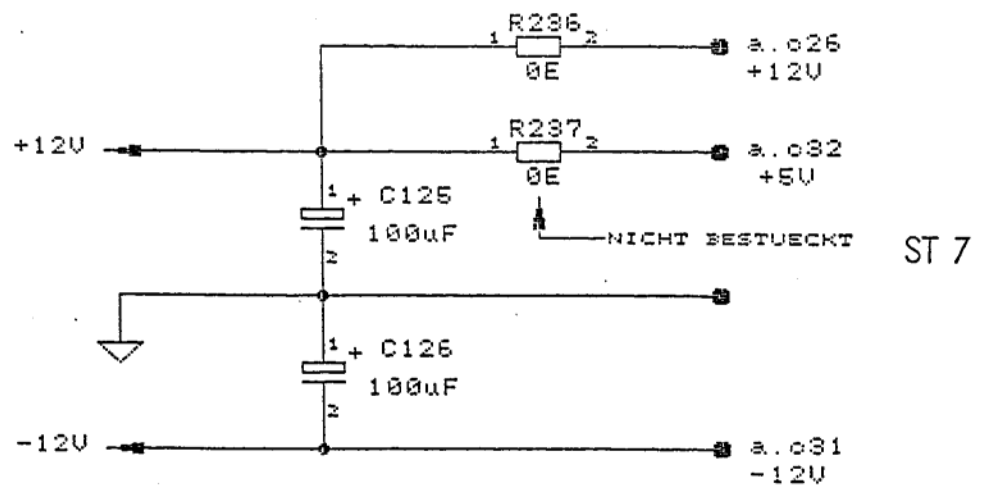 R236
1 2 a.c26
0E +12V
R237
+12V 1 2 a.c32
0E +5V
1 + C125
100uF
2
NICHT BESTUECKT ST 7
1 + C126
100uF
2
-12V a.c31
-12V